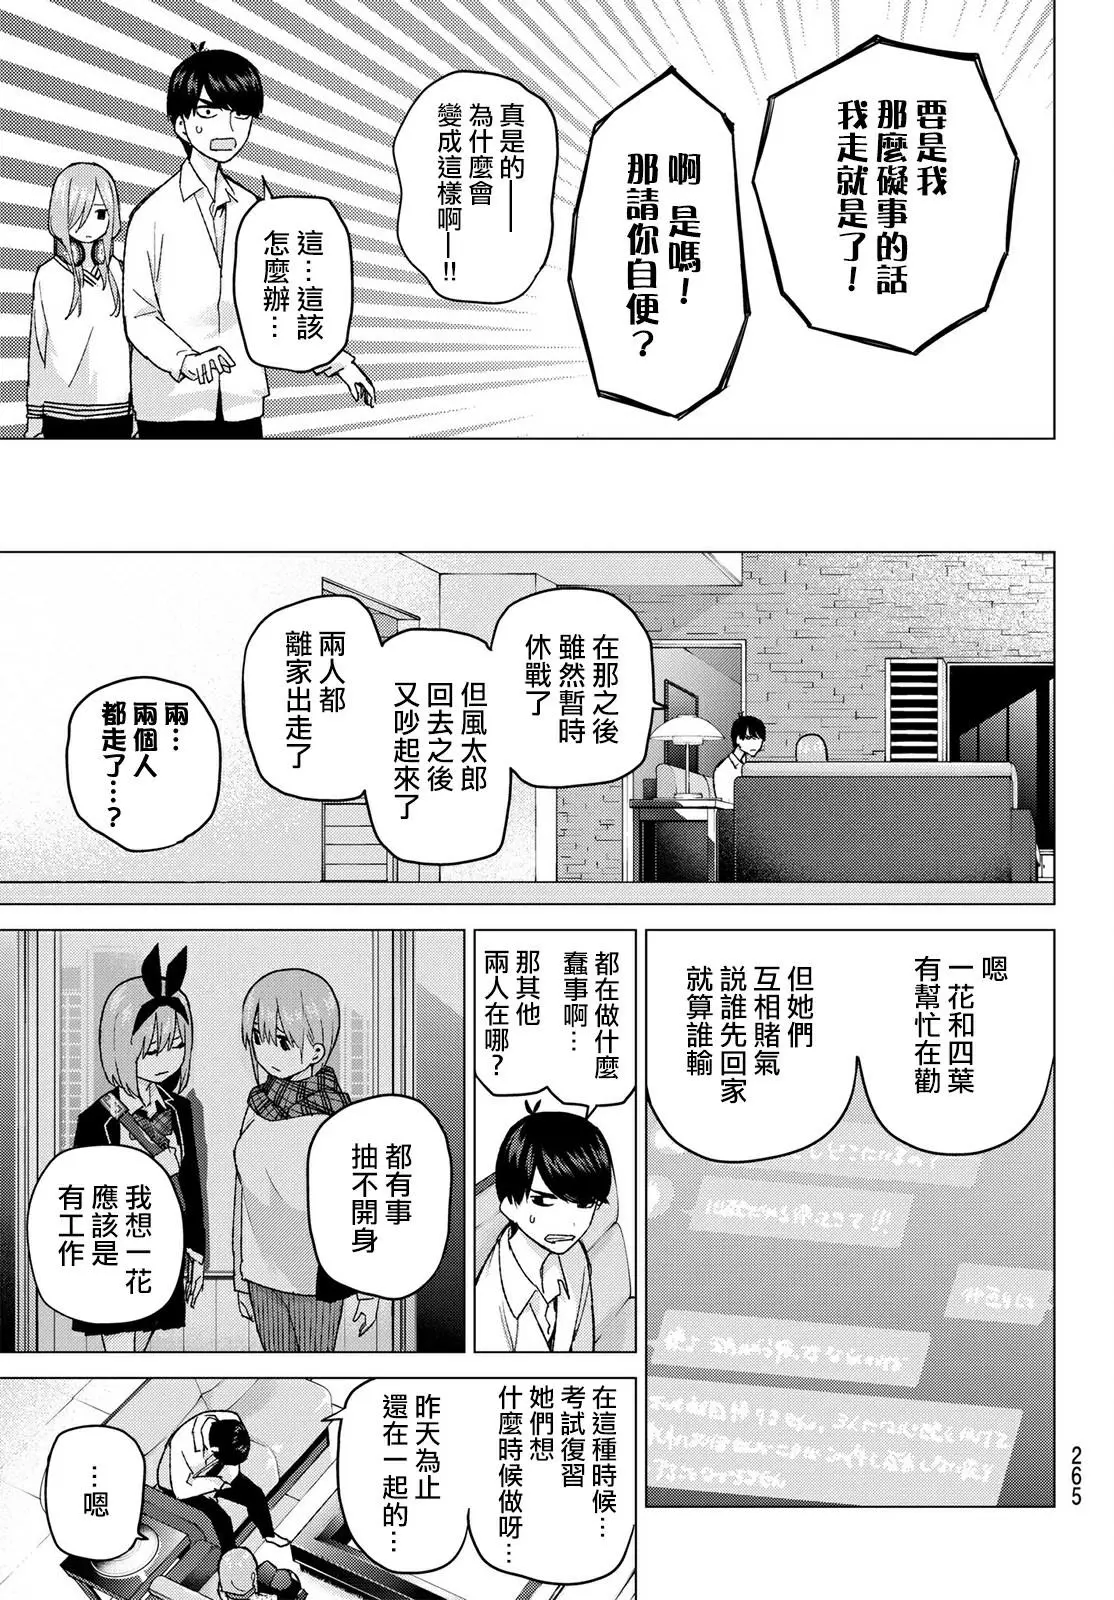 要是我
那麼礙事的話
我走就是了！
啊 是嗎！
那請你自便？
真是的——
為什麼會
變成這樣啊—!!
這…這該
怎麼辦…
在那之後
雖然暫時
休戰了
但風太郎
回去之後
又吵起來了
兩人都
離家出走了
兩…
兩個人
都走了…？
嗯
一花和四葉
有幫忙在勸
但她們
互相賭氣
說誰先回家
就算誰輸
都在做什麼
蠢事啊…
那其他
兩人在哪？
都有事
抽不開身
我想一花
應該是
有工作
在這種時候…
考試復習
她們想
什麼時候做呀…
昨天為止
還在一起的…
…嗯
265